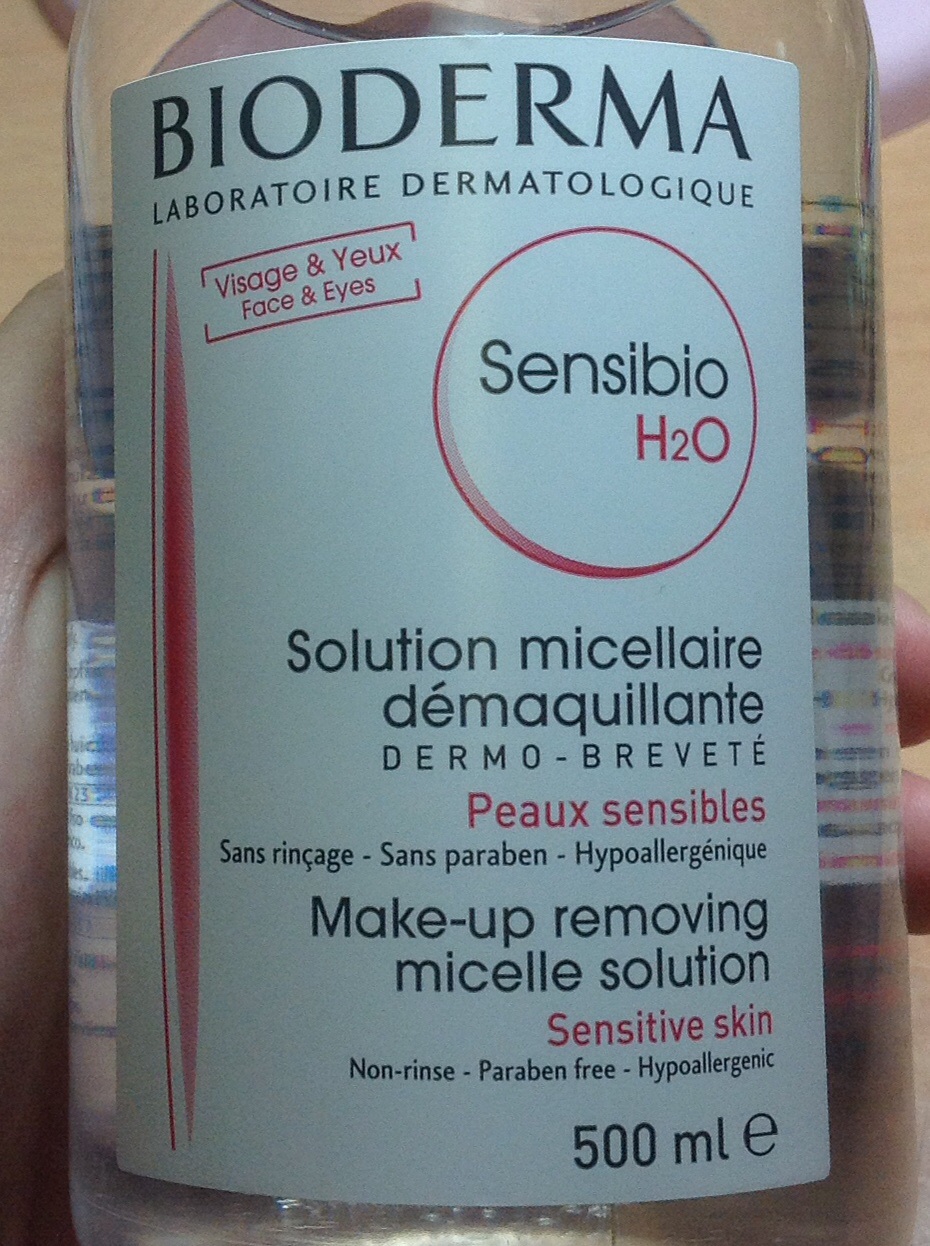 BIODERMA
LABORATOIRE DERMATOLOGIQUE
Visage & Yeux
Face & Eyes
Sensibio
H2O
Solution micellaire
démaquillante
DERMO-BREVETÉ
Peaux sensibles
Sans rinçage - Sans paraben - Hypoallergénique
Make-up removing
micelle solution
Sensitive skin
Non-rinse - Paraben free - Hypoallergenic
500 ml e